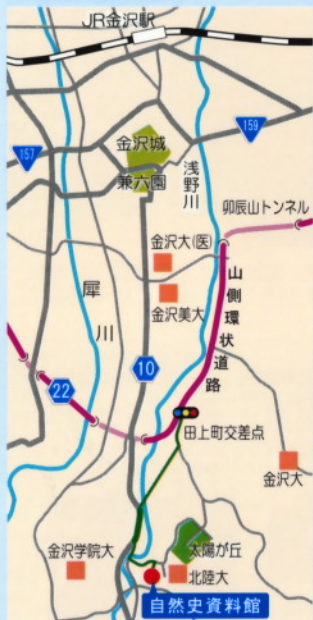 JR金沢駅
金沢城
159
157
兼六園
浅野川
卯辰山トンネル
金沢大(医)
山側環状道路
金沢美大
犀川
10
22
田上町交差点
金沢大
太陽が丘
金沢学院大
北陸大
自然史資料館